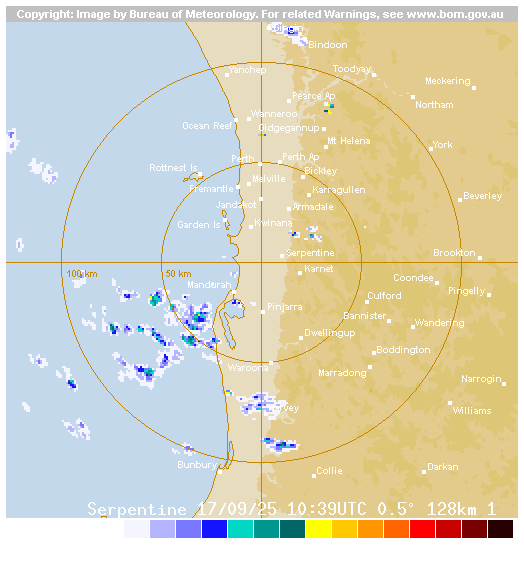 Copyright: Image by Bureau of Meteorology. For related Warnings, see www.bom.gov.au
Bindoon
Yanchep
Toodyay
Meckering
Pearce Ap
Northam
Wanneroo
Ocean Reef
Gidgegannup
Mt Helena
York
Perth
Perth Ap
Rottnest Is
Bickley
Melville
Fremantle
Karragullen
Beverley
Jandakot
Armadale
Garden Is
Kwinana
Serpentine
Brookton
100 km
50 km
Karnet
Mandurah
Coondee
Pingelly
Culford
Pinjarra
Bannister
Wandering
Dwellingup
Boddington
Waroona
Marradong
Narrogin
Williams
Bunbury
Collie
Darkan
Serpentine 17/09/25 10:39UTC 0.5° 128km 1